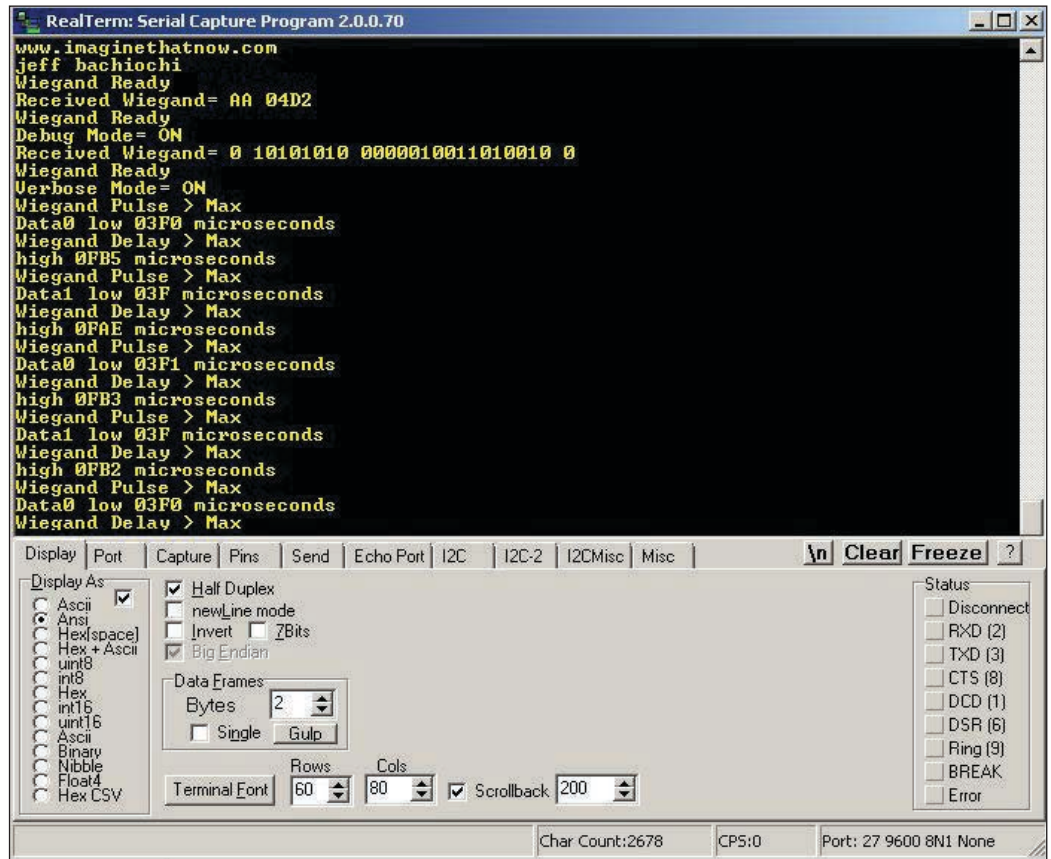 RealTerm: Serial Capture Program 2.0.0.70
www.imaginethatnow.com
jeff bachiochi
Wiegand Ready
Received Wiegand= AA 04D2
Wiegand Ready
Debug Mode= ON
Received Wiegand= 0 10101010 0000010011010010 0
Wiegand Ready
Verbose Mode= ON
Wiegand Pulse > Max
Data0 low 03F0 microseconds
Wiegand Delay > Max
high 0FB5 microseconds
Wiegand Pulse > Max
Data1 low 03F microseconds
Wiegand Delay > Max
high 0FAE microseconds
Wiegand Pulse > Max
Data0 low 03F1 microseconds
Wiegand Delay > Max
high 0FB3 microseconds
Wiegand Pulse > Max
Data1 low 03F microseconds
Wiegand Delay > Max
high 0FB2 microseconds
Wiegand Pulse > Max
Data0 low 03F0 microseconds
Wiegand Delay > Max
Display Port Capture Pins Send Echo Port I2C I2C-2 I2CMisc Misc \n Clear Freeze ?
Display As
Ascii
Ansi
Hex[space]
Hex + Ascii
uint8
int8
Hex
int16
uint16
Ascii
Binary
Nibble
Float4
Hex CSV
Half Duplex
newLine mode
Invert 7Bits
Big Endian
Data Frames
Bytes 2
Single Gulp
Rows Cols
Terminal Font 60 80 Scrollback 200
Status
Disconnect
RXD (2)
TXD (3)
CTS (8)
DCD (1)
DSR (6)
Ring (9)
BREAK
Error
Char Count:2678 CPS:0 Port: 27 9600 8N1 None